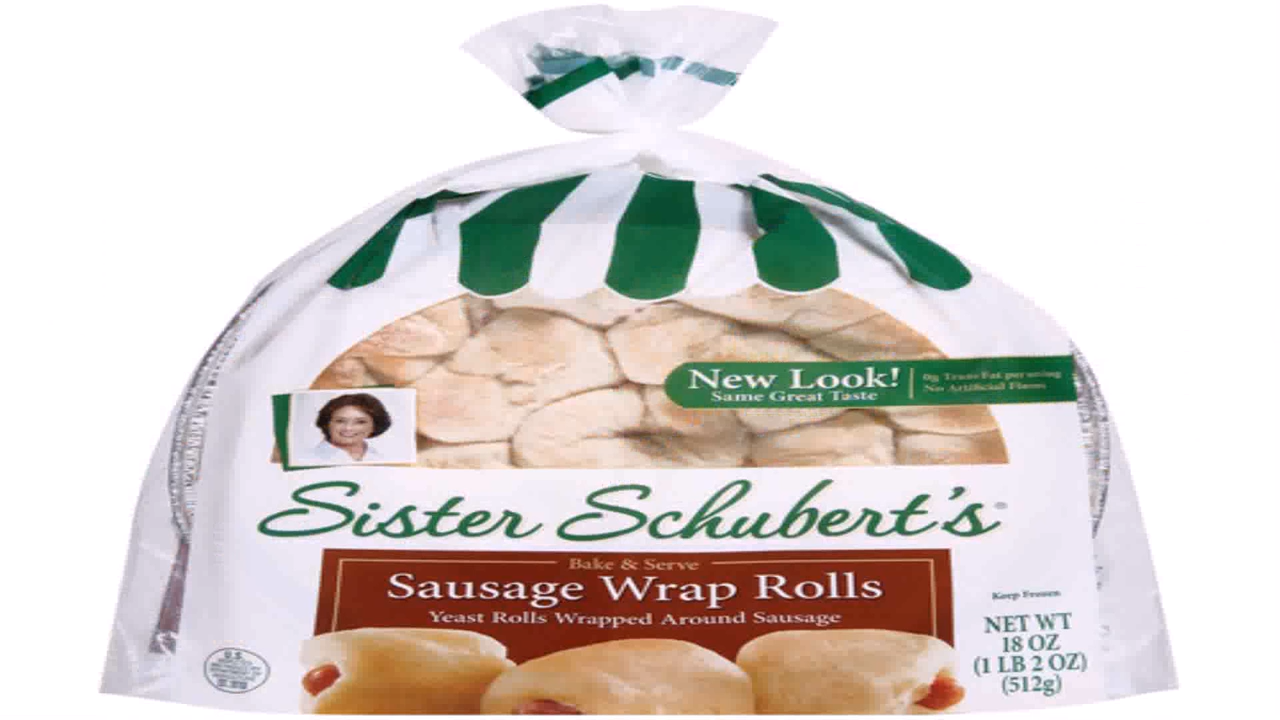 New Look!
Same Great Taste
0g Trans Fat per serving
No Artificial Flavors
Sister Schubert's®
Bake & Serve
Sausage Wrap Rolls
Yeast Rolls Wrapped Around Sausage
Keep Frozen
NET WT
18 OZ
(1 LB 2 OZ)
(512g)
U.S.